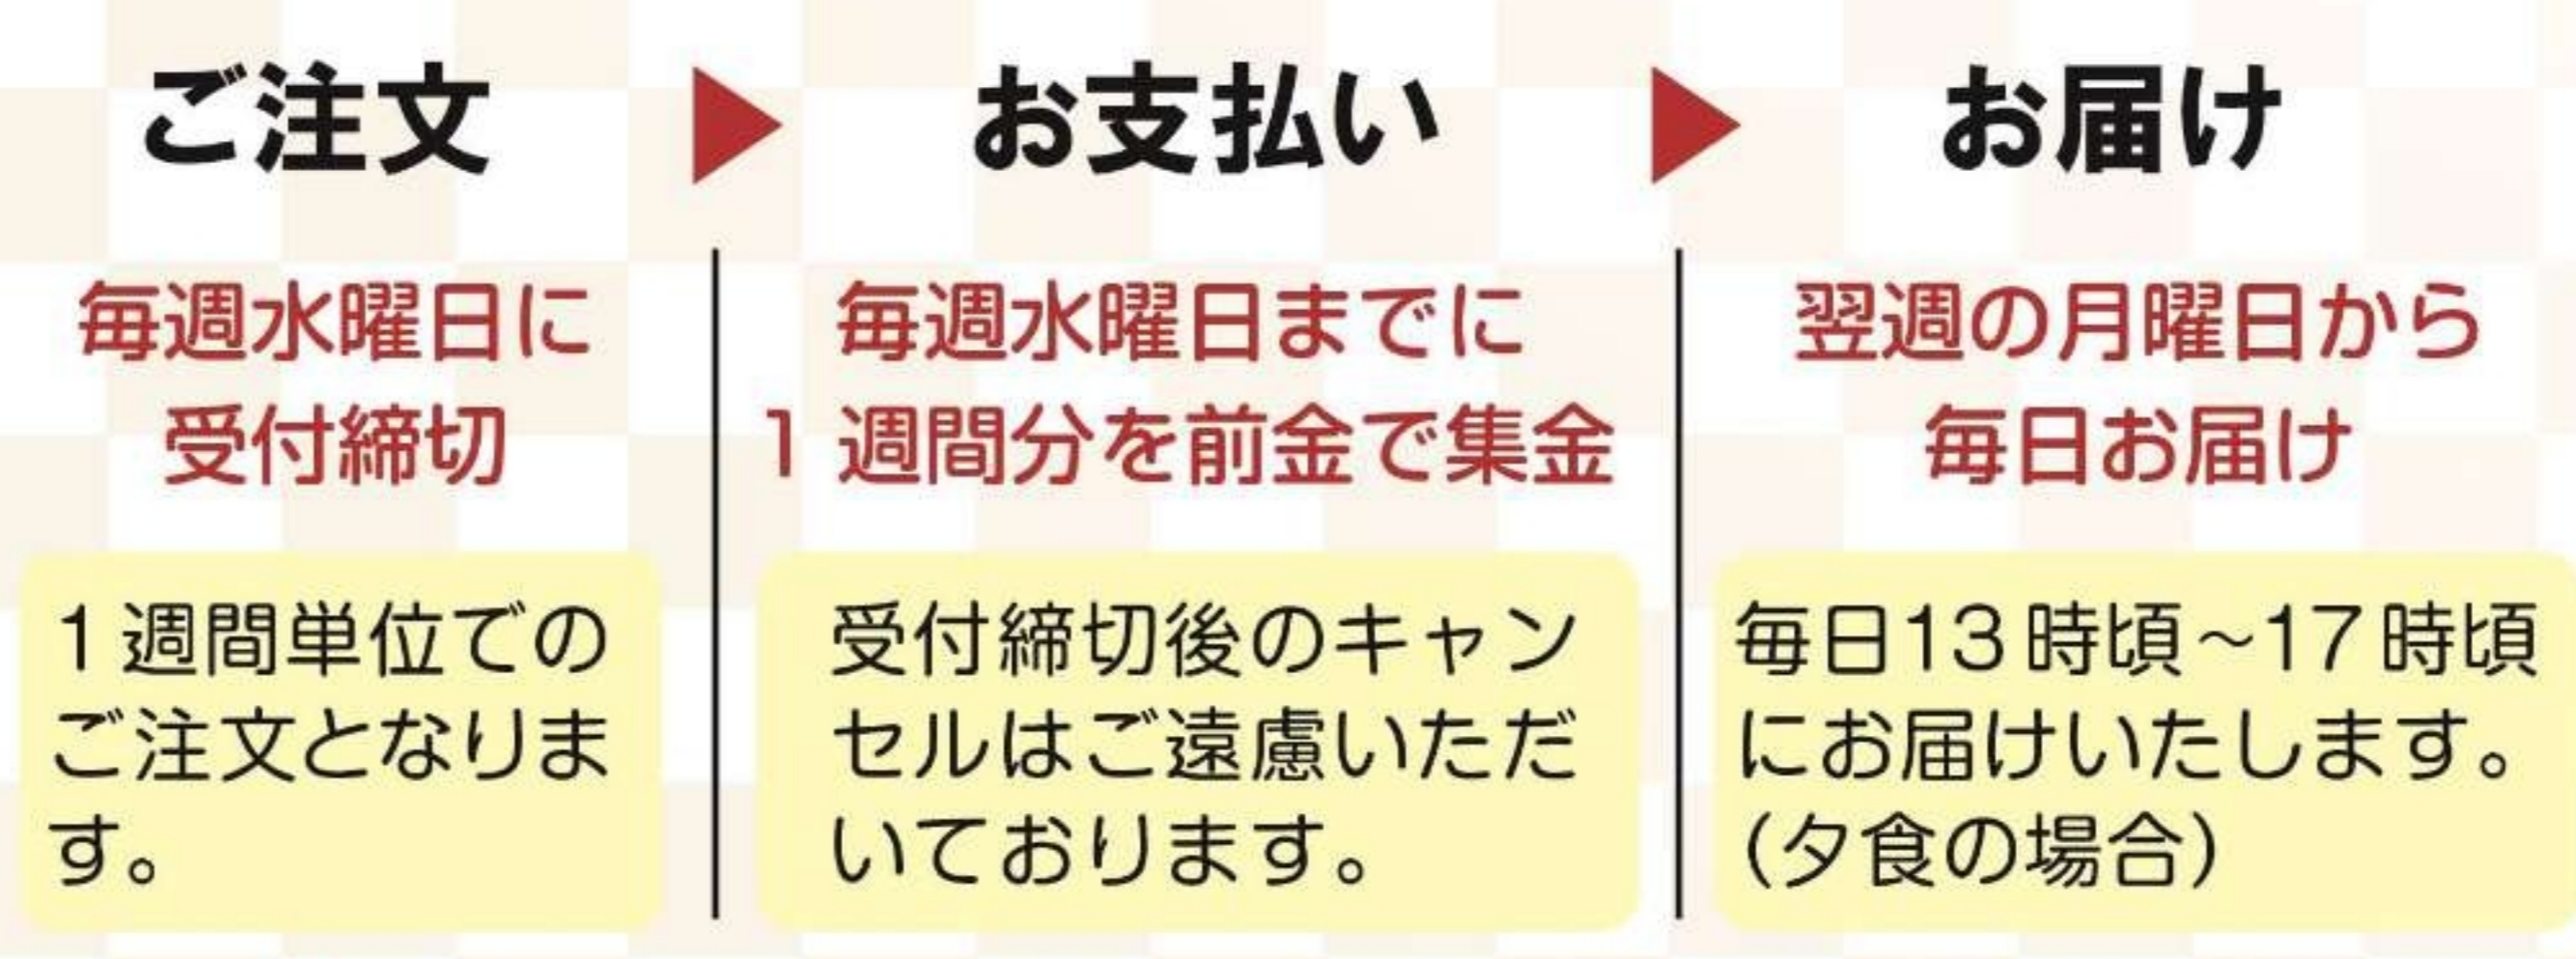 ご注文
毎週水曜日に
受付締切
1週間単位での
ご注文となりま
す。
お支払い
毎週水曜日までに
1週間分を前金で集金
受付締切後のキャン
セルはご遠慮いただ
いております。
お届け
翌週の月曜日から
毎日お届け
毎日13時頃〜17時頃
にお届けいたします。
（夕食の場合）